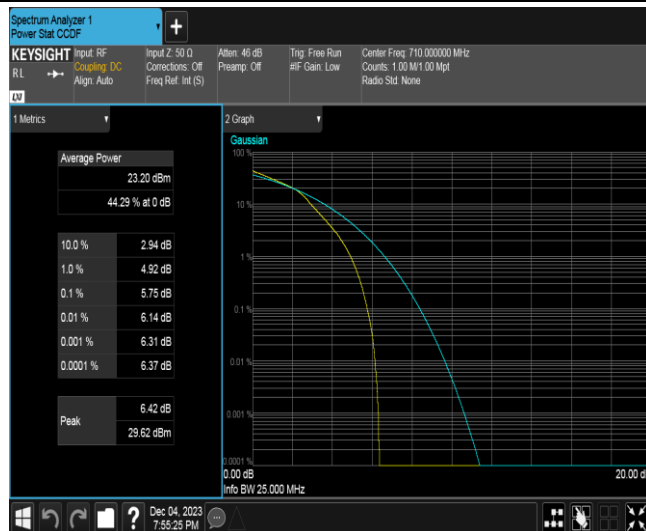 Spectrum Analyzer 1
Power Stat CCDF
+
KEYSIGHT
RL
Input: RF
Coupling: DC
Align: Auto
Input Z: 50 Ω
Corrections: Off
Freq Ref: Int (S)
Atten: 46 dB
Preamp: Off
Trig: Free Run
#IF Gain: Low
Center Freq: 710.000000 MHz
Counts: 1.00 M/1.00 Mpt
Radio Std: None
1 Metrics
Average Power
23.20 dBm
44.29 % at 0 dB
10.0 % 2.94 dB
1.0 % 4.92 dB
0.1 % 5.75 dB
0.01 % 6.14 dB
0.001 % 6.31 dB
0.0001 % 6.37 dB
Peak
6.42 dB
29.62 dBm
2 Graph
Gaussian
100 %
10 %
1 %
0.1 %
0.01 %
0.001 %
0.0001 %
0.00 dB
20.00 d
Info BW 25.000 MHz
?
Dec 04, 2023
7:55:25 PM